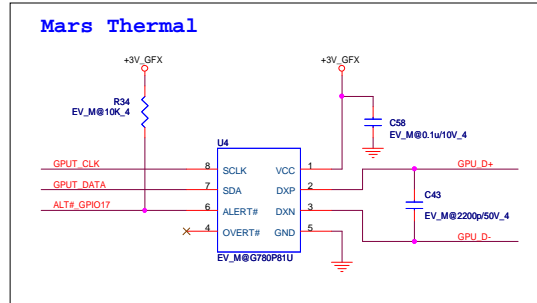 Mars Thermal
+3V_GFX
+3V_GFX
R34
EV_M@10K_4
C58
EV_M@0.1u/10V_4
U4
GPUT_CLK
8
SCLK
VCC
1
GPU_D+
GPUT_DATA
7
SDA
DXP
2
C43
ALT#_GPIO17
6
ALERT#
DXN
3
EV_M@2200p/50V_4
4
OVERT#
GND
5
GPU_D-
EV_M@G780P81U